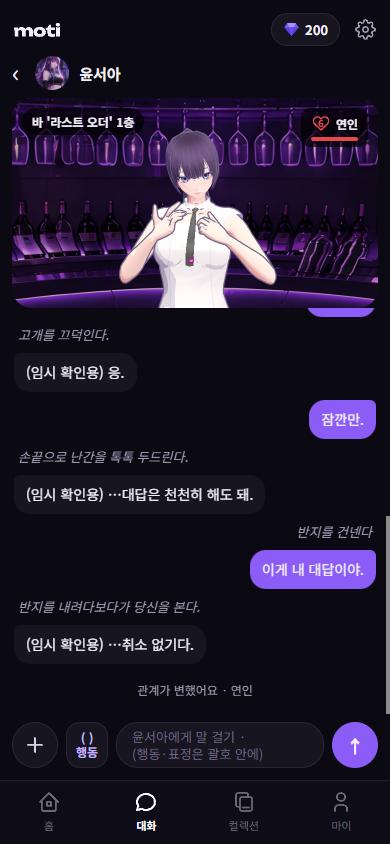 moti
200
윤서아
바 '라스트 오더' 1층
6
연인
고개를 끄덕인다.
(임시 확인용) 응.
잠깐만.
손끝으로 난간을 톡톡 두드린다.
(임시 확인용) …대답은 천천히 해도 돼.
반지를 건넨다
이게 내 대답이야.
반지를 내려다보다가 당신을 본다.
(임시 확인용) …취소 없기다.
관계가 변했어요 · 연인
( )
행동
윤서아에게 말 걸기 ·
(행동·표정은 괄호 안에)
홈
대화
컬렉션
마이